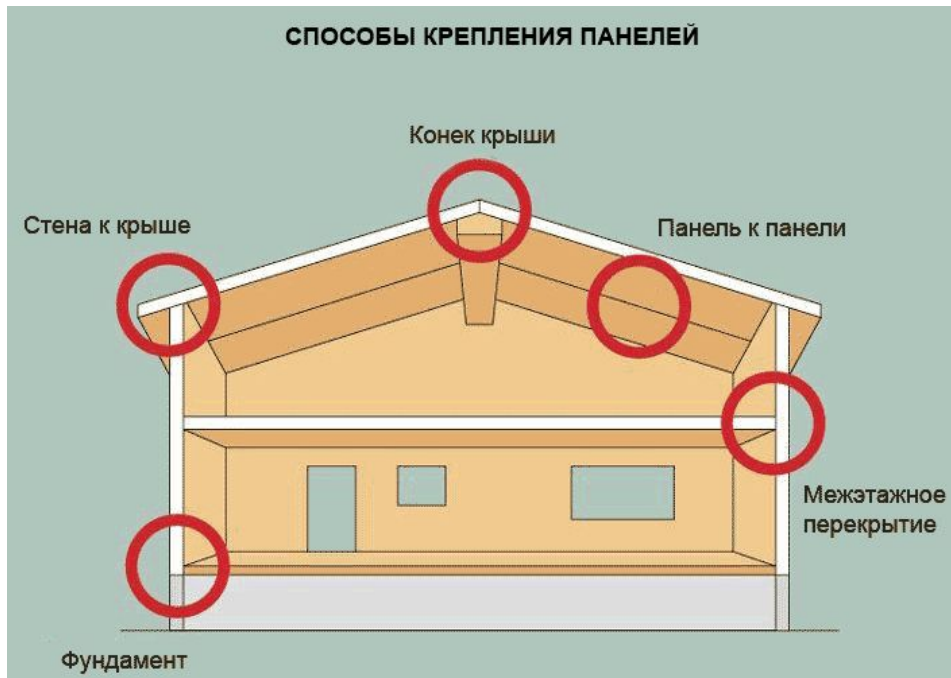 СПОСОБЫ КРЕПЛЕНИЯ ПАНЕЛЕЙ
Конек крыши
Стена к крыше
Панель к панели
Межэтажное
перекрытие
Фундамент